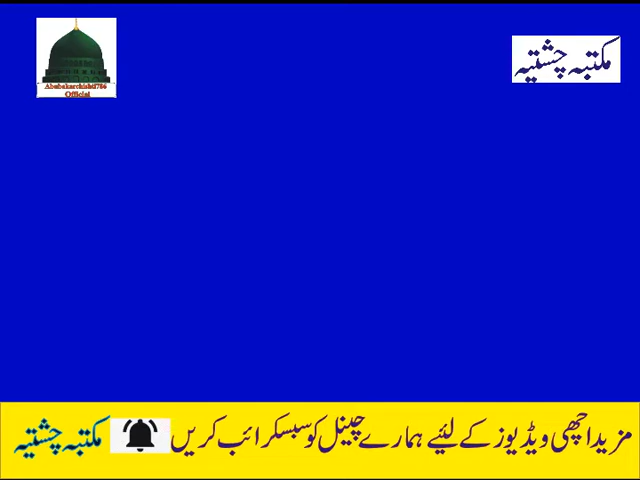 Abubakarchishti786
Official
مکتبہ چشتیہ
مزید اچھی ویڈیوز کے لیئے ہمارے چینل کو سبسکرائب کریں
مکتبہ چشتیہ